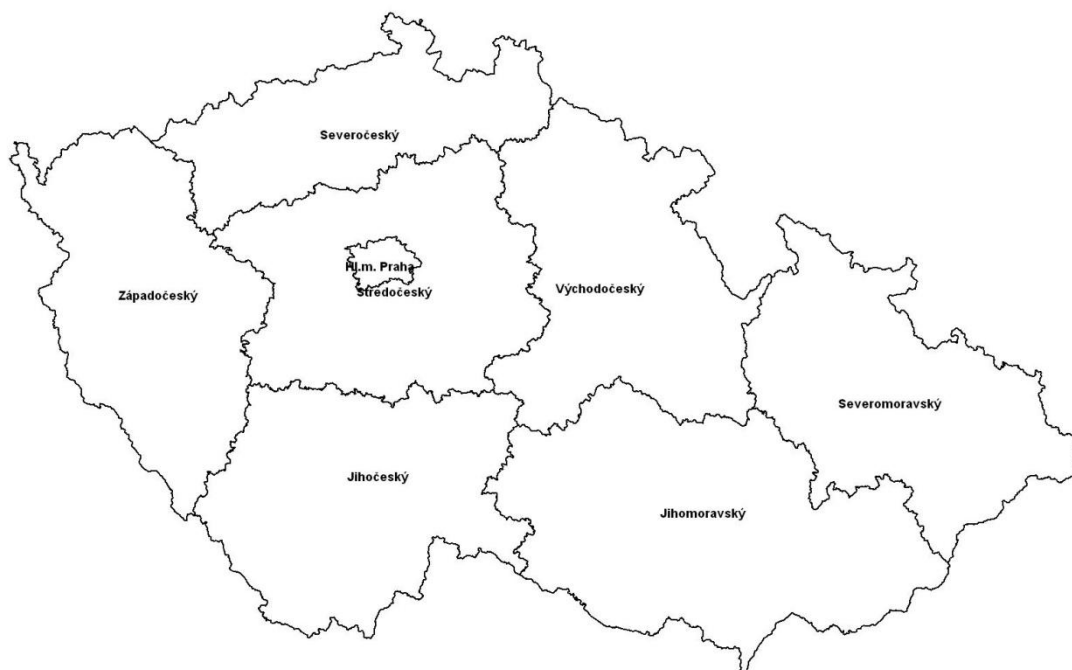 Severočeský
Hl.m. Praha
Středočeský
Západočeský
Východočeský
Severomoravský
Jihočeský
Jihomoravský